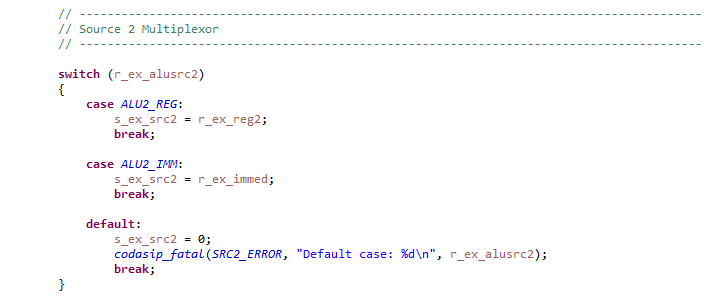 // ----------------------------------------------------------------------------------------
// Source 2 Multiplexor
// ----------------------------------------------------------------------------------------
switch (r_ex_alusrc2)
{
case ALU2_REG:
s_ex_src2 = r_ex_reg2;
break;
case ALU2_IMM:
s_ex_src2 = r_ex_immed;
break;
default:
s_ex_src2 = 0;
codasip_fatal(SRC2_ERROR, "Default case: %d\n", r_ex_alusrc2);
break;
}